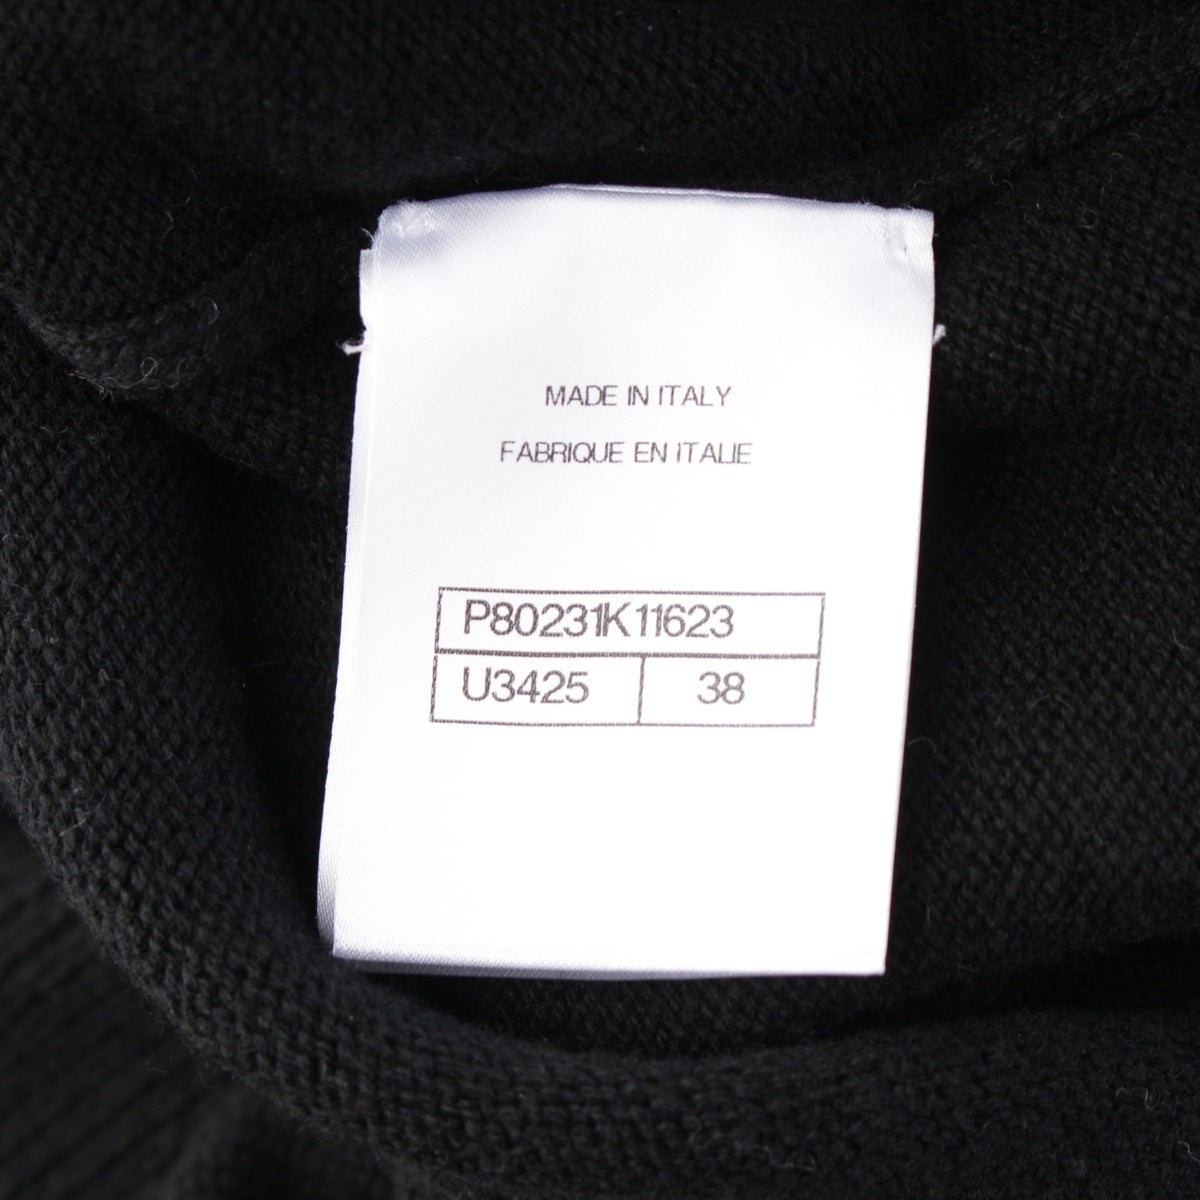 MADE IN ITALY
FABRIQUE EN ITALIE
P80231K11623
U3425 38